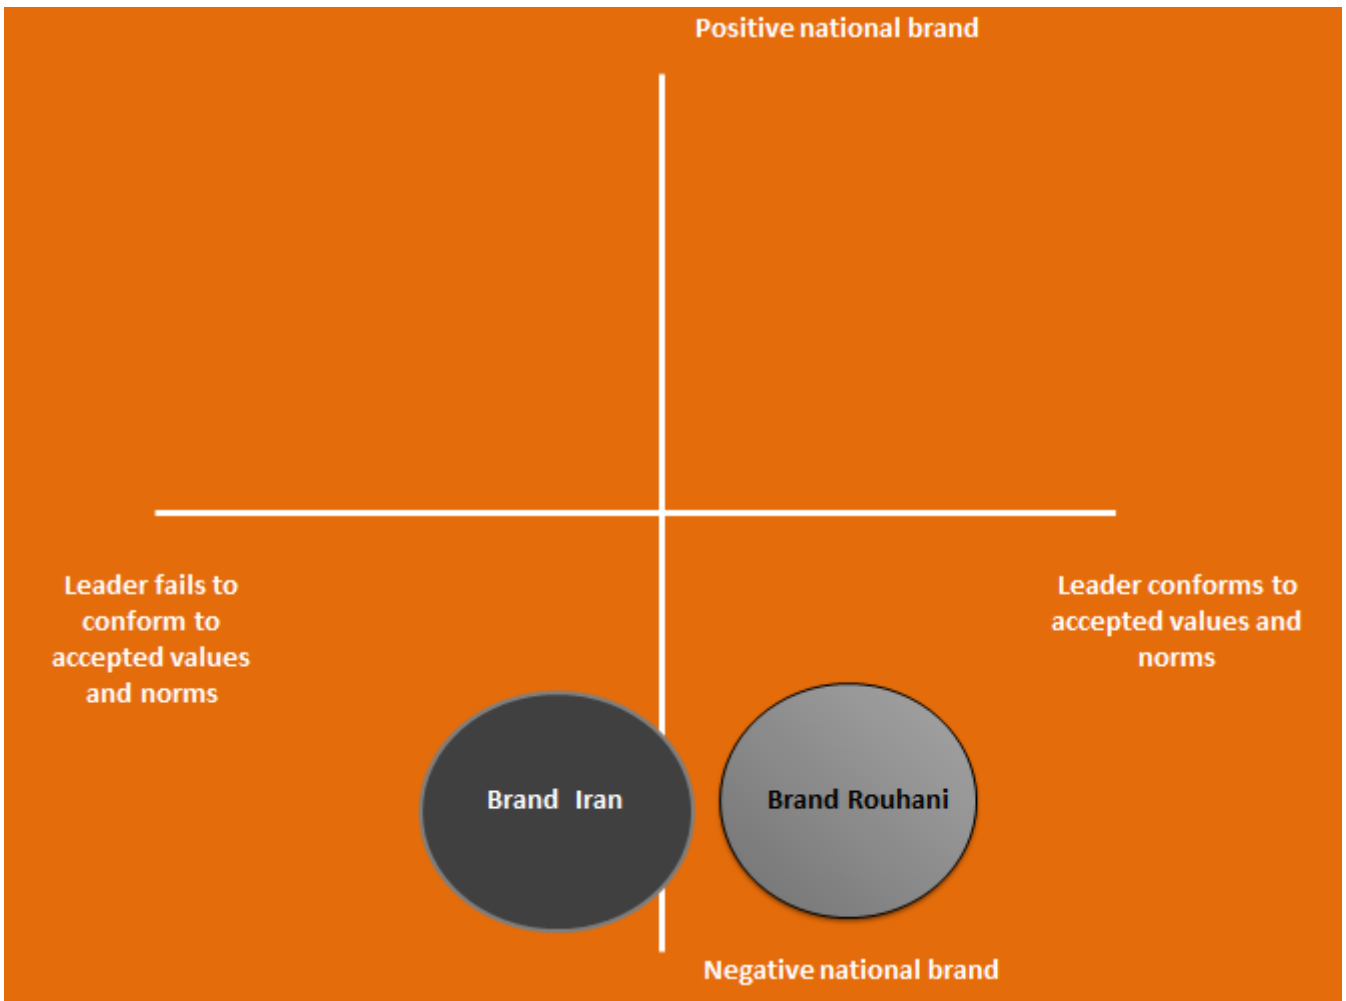 Positive national brand
Leader fails to
conform to
accepted values
and norms
Leader conforms to
accepted values and
norms
Brand Iran
Brand Rouhani
Negative national brand